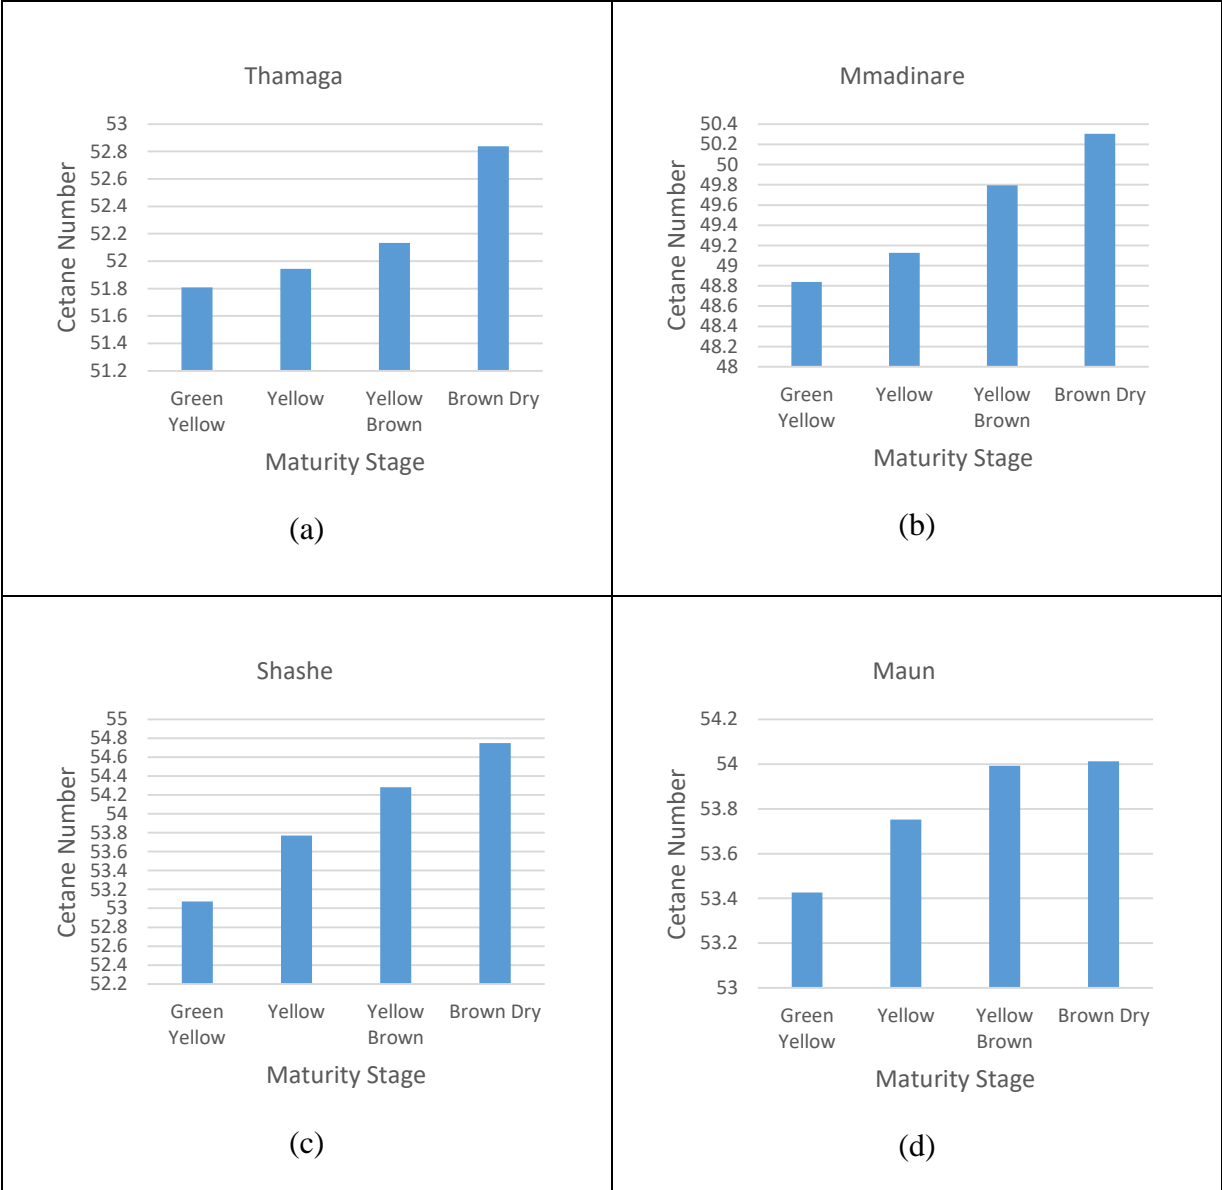 Thamaga
Cetane Number
53
52.8
52.6
52.4
52.2
52
51.8
51.6
51.4
51.2
Green Yellow
Yellow
Yellow Brown
Brown Dry
Maturity Stage
(a)
Mmadinare
Cetane Number
50.4
50.2
50
49.8
49.6
49.4
49.2
49
48.8
48.6
48.4
48.2
48
Green Yellow
Yellow
Yellow Brown
Brown Dry
Maturity Stage
(b)
Shashe
Cetane Number
55
54.8
54.6
54.4
54.2
54
53.8
53.6
53.4
53.2
53
52.8
52.6
52.4
52.2
Green Yellow
Yellow
Yellow Brown
Brown Dry
Maturity Stage
(c)
Maun
Cetane Number
54.2
54
53.8
53.6
53.4
53.2
53
Green Yellow
Yellow
Yellow Brown
Brown Dry
Maturity Stage
(d)